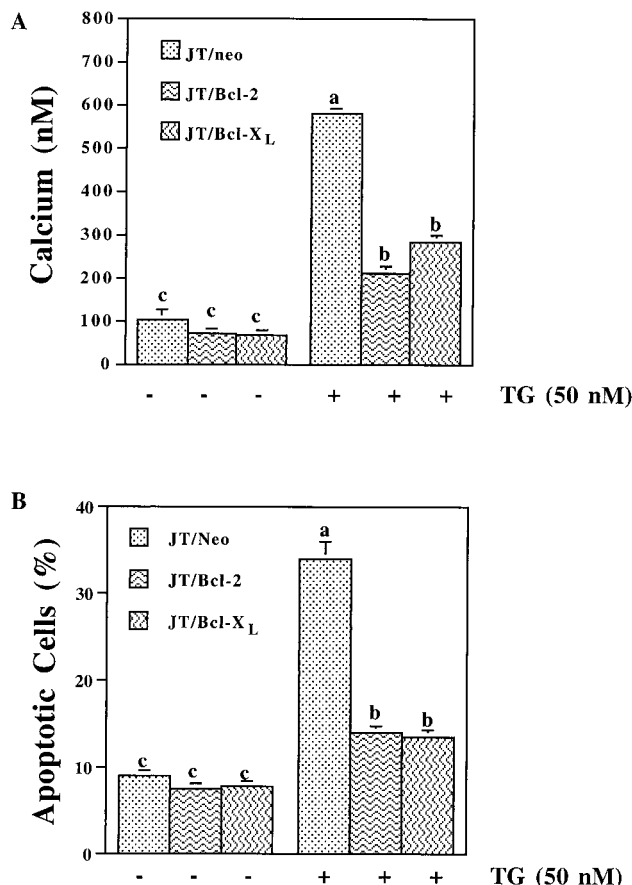 A
Calcium (nM)
800
700
600
500
400
300
200
100
0
JT/neo
JT/Bcl-2
JT/Bcl-XL
c
c
c
a
b
b
- - - + + + TG (50 nM)
B
Apoptotic Cells (%)
40
30
20
10
0
JT/Neo
JT/Bcl-2
JT/Bcl-XL
c
c
c
a
b
b
- - - + + + TG (50 nM)